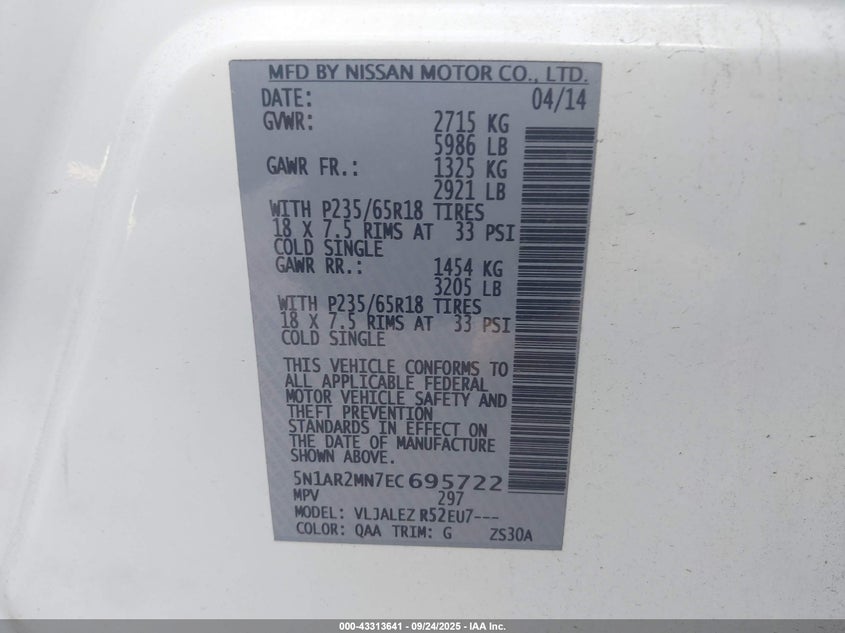 MFD BY NISSAN MOTOR CO., LTD.
DATE: 04/14
GVWR: 2715 KG
5986 LB
GAWR FR.: 1325 KG
2921 LB
WITH P235/65R18 TIRES
18 X 7.5 RIMS AT 33 PSI
COLD SINGLE
GAWR RR.: 1454 KG
3205 LB
WITH P235/65R18 TIRES
18 X 7.5 RIMS AT 33 PSI
COLD SINGLE
THIS VEHICLE CONFORMS TO
ALL APPLICABLE FEDERAL
MOTOR VEHICLE SAFETY AND
THEFT PREVENTION
STANDARDS IN EFFECT ON
THE DATE OF MANUFACTURE
SHOWN ABOVE.
5N1AR2MN7EC695722
MPV 297
MODEL: VLJALEZ R52EU7---
COLOR: QAA TRIM: G ZS30A
000-43313641 - 09/24/2025 - IAA Inc.